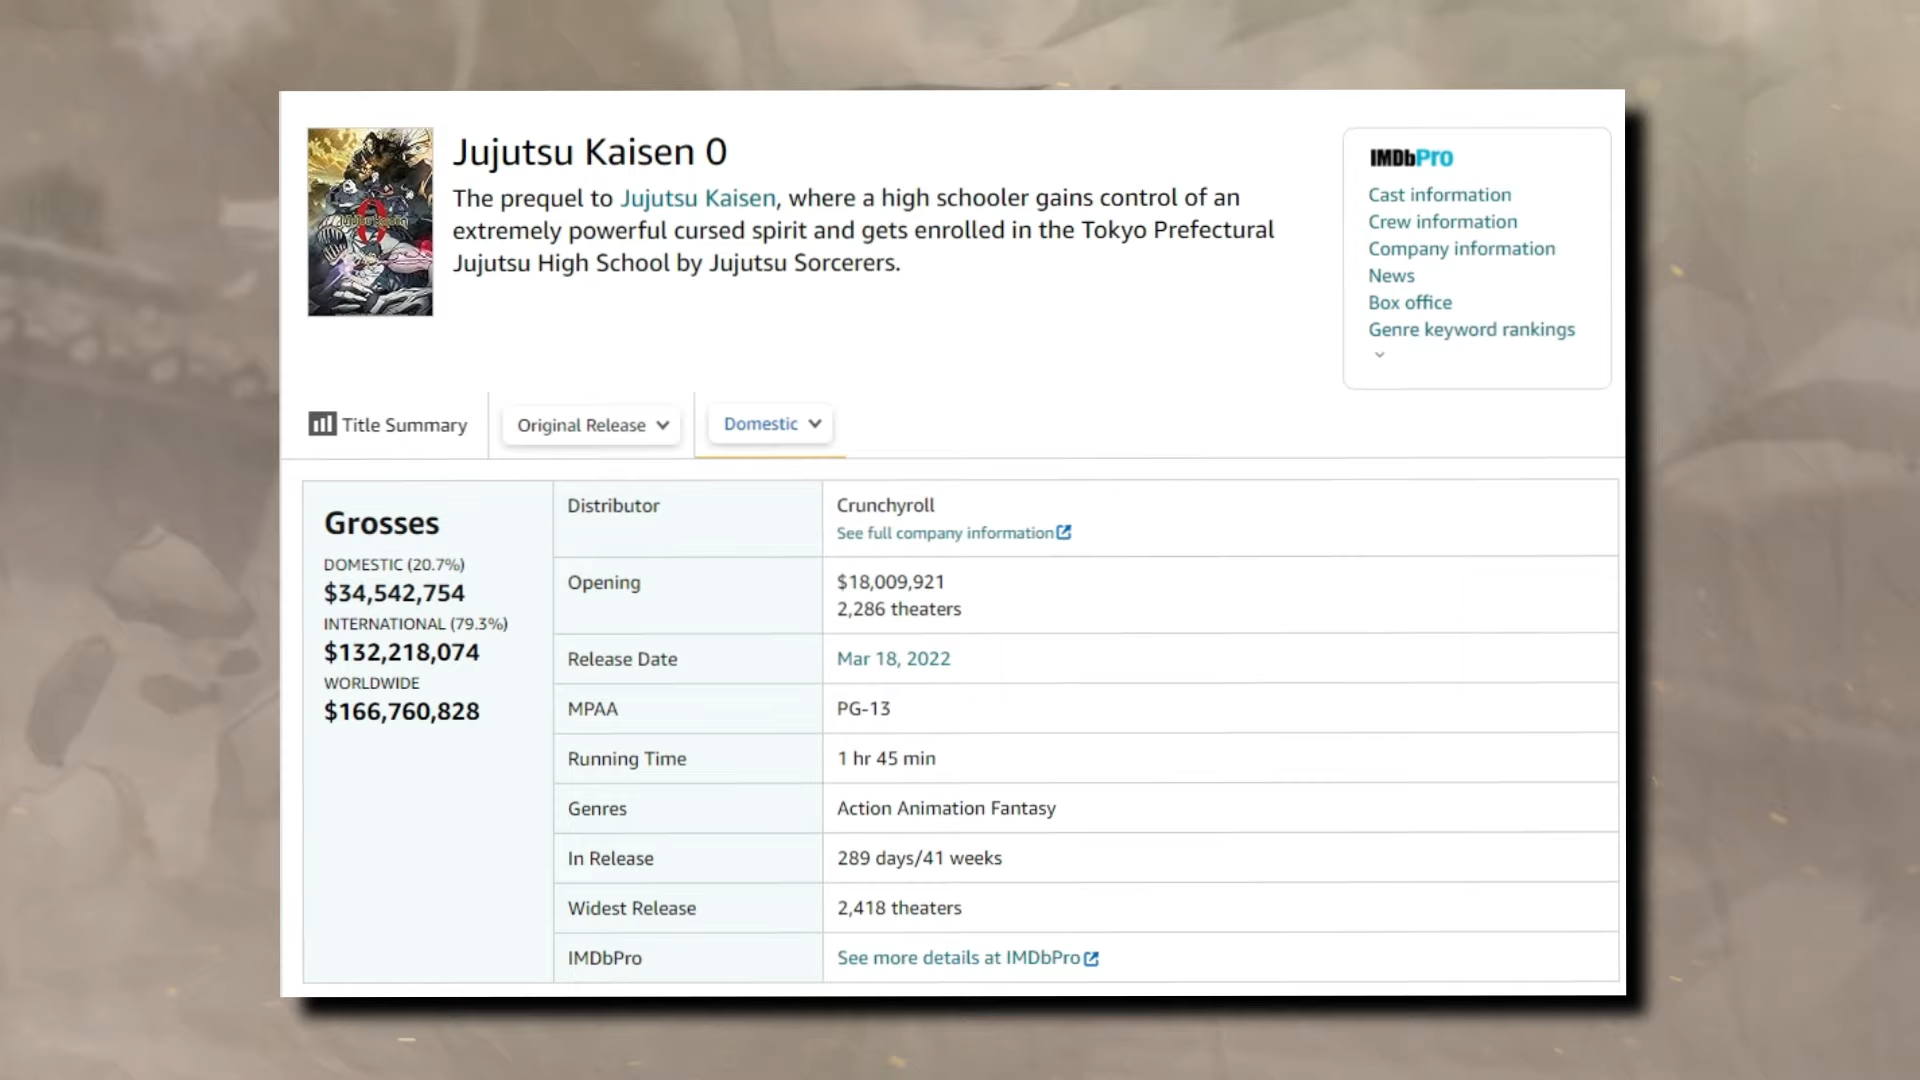 Jujutsu Kaisen 0
The prequel to Jujutsu Kaisen, where a high schooler gains control of an
extremely powerful cursed spirit and gets enrolled in the Tokyo Prefectural
Jujutsu High School by Jujutsu Sorcerers.
IMDbPro
Cast information
Crew information
Company information
News
Box office
Genre keyword rankings
Title Summary
Original Release
Domestic
Grosses
DOMESTIC (20.7%)
$34,542,754
INTERNATIONAL (79.3%)
$132,218,074
WORLDWIDE
$166,760,828
Distributor
Crunchyroll
See full company information
Opening
$18,009,921
2,286 theaters
Release Date
Mar 18, 2022
MPAA
PG-13
Running Time
1 hr 45 min
Genres
Action Animation Fantasy
In Release
289 days/41 weeks
Widest Release
2,418 theaters
IMDbPro
See more details at IMDbPro